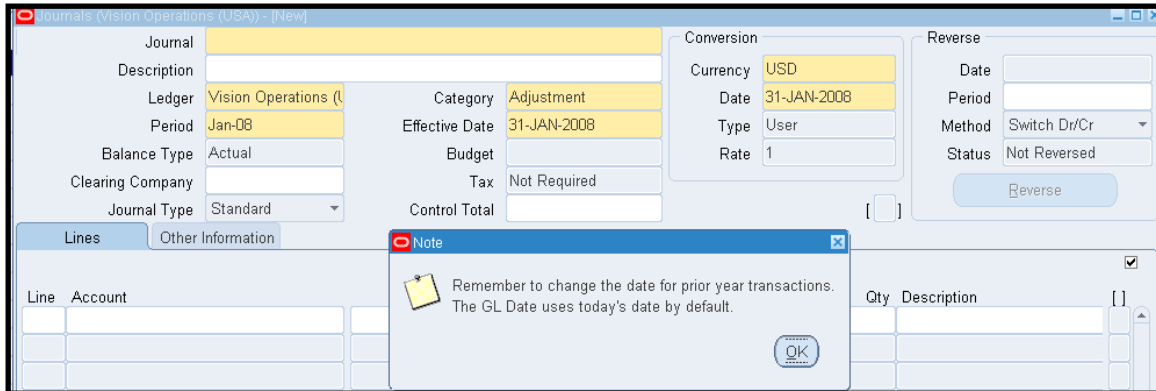 Journals (Vision Operations (USA)) - [New]
Journal
Description
Ledger Vision Operations (U Category Adjustment
Period Jan-08 Effective Date 31-JAN-2008
Balance Type Actual Budget
Clearing Company Tax Not Required
Journal Type Standard Control Total
Conversion
Currency USD
Date 31-JAN-2008
Type User
Rate 1
[ ]
Reverse
Date
Period
Method Switch Dr/Cr
Status Not Reversed
Reverse
Lines Other Information
Line Account Qty Description [ ]
Note
Remember to change the date for prior year transactions.
The GL Date uses today's date by default.
OK